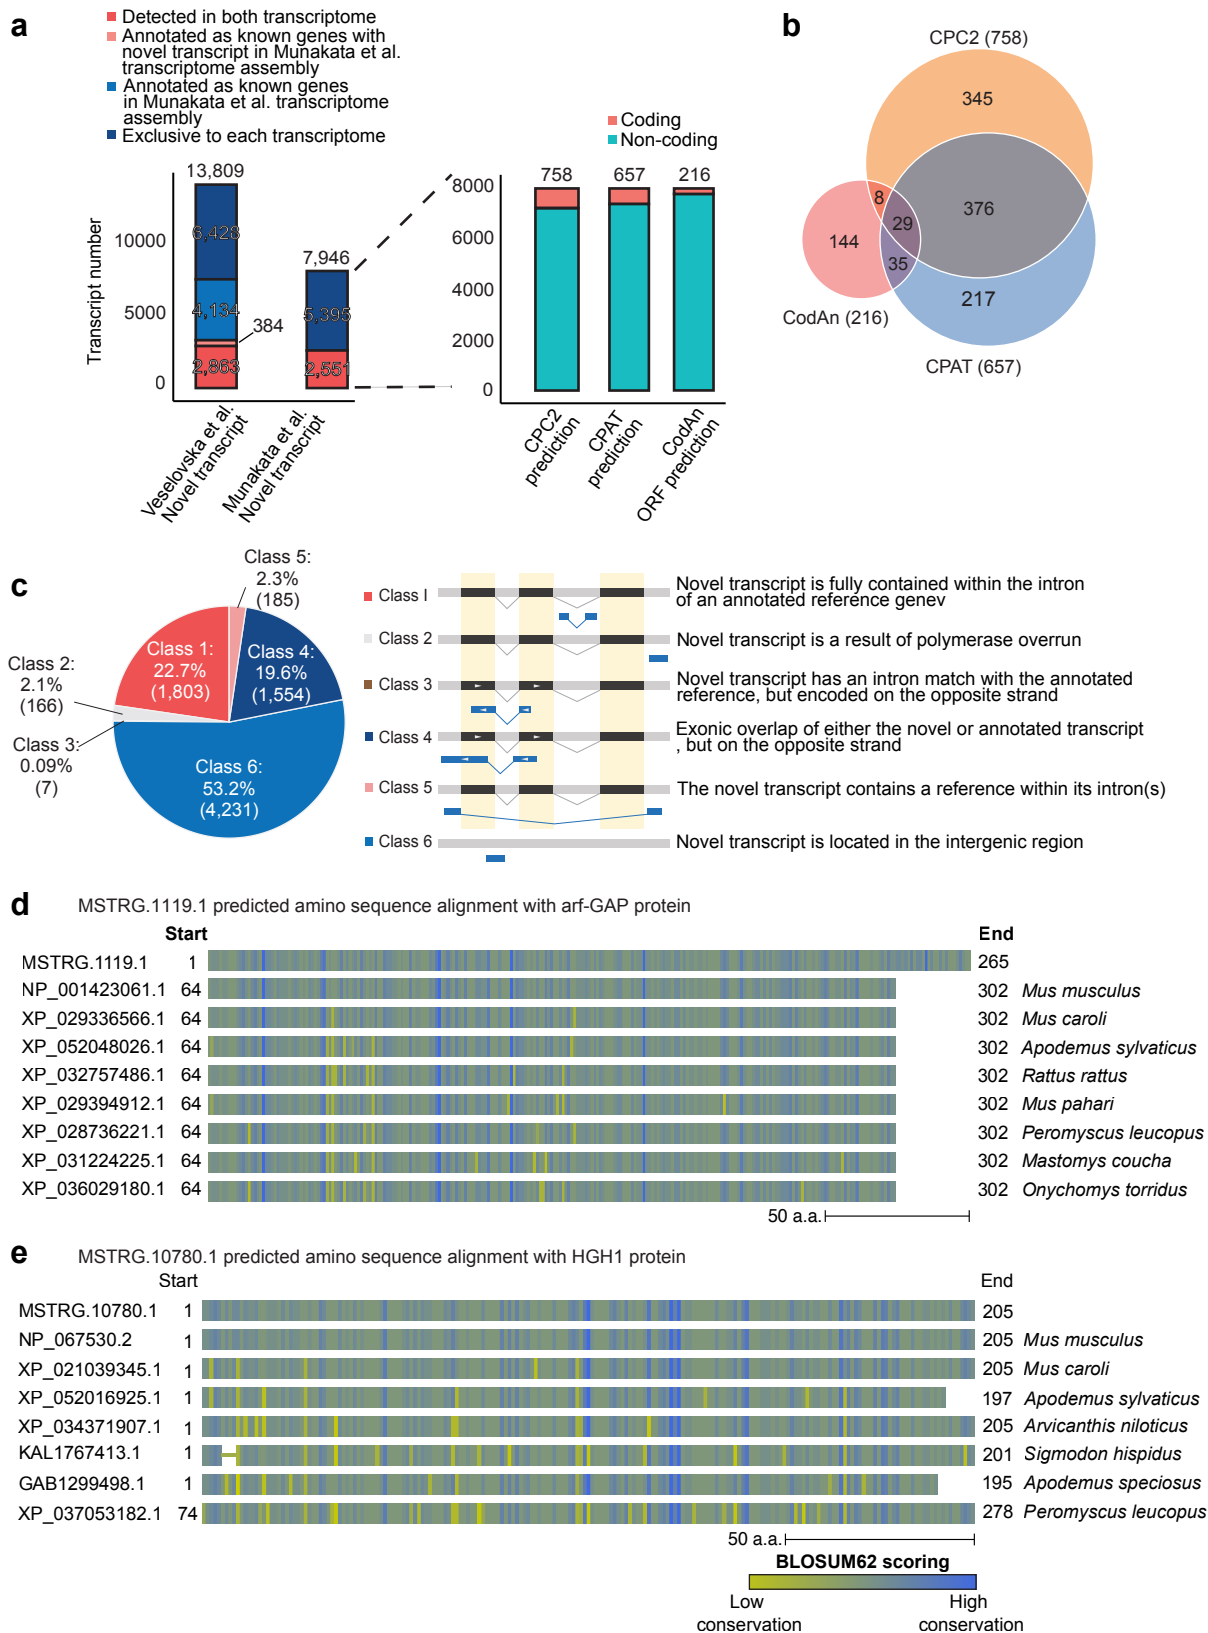 a
Detected in both transcriptome
Annotated as known genes with
novel transcript in Munakata et al.
transcriptome assembly
Annotated as known genes
in Munakata et al. transcriptome
assembly
Exclusive to each transcriptome
Transcript number
10000
5000
0
13,809
6,428
4,134
384
2,863
7,946
5,395
2,551
Veselovska et al.
Novel transcript
Munakata et al.
Novel transcript
Coding
Non-coding
8000
6000
4000
2000
0
758
657
216
CPC2
prediction
CPAT
prediction
CodAn
ORF prediction
b
CPC2 (758)
345
8
376
29
144
35
217
CodAn (216)
CPAT (657)
c
Class 5:
2.3%
(185)
Class 1:
22.7%
(1,803)
Class 4:
19.6%
(1,554)
Class 2:
2.1%
(166)
Class 3:
0.09%
(7)
Class 6:
53.2%
(4,231)
Class I
Novel transcript is fully contained within the intron
of an annotated reference genev
Class 2
Novel transcript is a result of polymerase overrun
Class 3
Novel transcript has an intron match with the annotated
reference, but encoded on the opposite strand
Class 4
Exonic overlap of either the novel or annotated transcript
, but on the opposite strand
Class 5
The novel transcript contains a reference within its intron(s)
Class 6
Novel transcript is located in the intergenic region
d
MSTRG.1119.1 predicted amino sequence alignment with arf-GAP protein
Start End
MSTRG.1119.1 1 265
NP_001423061.1 64 302 Mus musculus
XP_029336566.1 64 302 Mus caroli
XP_052048026.1 64 302 Apodemus sylvaticus
XP_032757486.1 64 302 Rattus rattus
XP_029394912.1 64 302 Mus pahari
XP_028736221.1 64 302 Peromyscus leucopus
XP_031224225.1 64 302 Mastomys coucha
XP_036029180.1 64 302 Onychomys torridus
50 a.a.
e
MSTRG.10780.1 predicted amino sequence alignment with HGH1 protein
Start End
MSTRG.10780.1 1 205
NP_067530.2 1 205 Mus musculus
XP_021039345.1 1 205 Mus caroli
XP_052016925.1 1 197 Apodemus sylvaticus
XP_034371907.1 1 205 Arvicanthis niloticus
KAL1767413.1 1 201 Sigmodon hispidus
GAB1299498.1 1 195 Apodemus speciosus
XP_037053182.1 74 278 Peromyscus leucopus
50 a.a.
BLOSUM62 scoring
Low
conservation
High
conservation